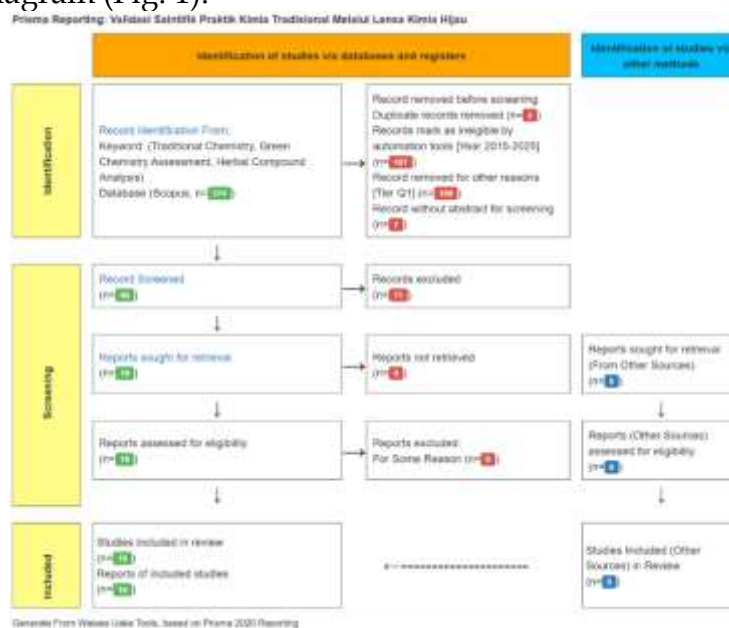 diagram (Fig. 1).
Prisma Reporting: Validasi Saintifik Praktik Kimia Tradisional Melalui Lensa Kimia Hijau
Identification of studies via databases and registers
Identification of studies via
other methods
Identification
Record Identification From:
Keyword (Traditional Chemistry, Green
Chemistry Assessment, Herbal Compound
Analysis)
Database (Scopus, n=
Record removed before screening
Duplicate records removed (n=
Records mark as ineligible by
automation tools [Year 2015-2025]
(n=
Record removed for other reasons
[Tier Q1] (n=
Record without abstract for screening
(n=
Screening
Record Screened
(n=
Records excluded
(n=
Reports sought for retrieval
(n=
Reports not retrieved
(n=
Reports sought for retrieval
(From Other Sources)
(n=
Reports assessed for eligibility
(n=
Reports excluded:
For Some Reason (n=
Reports (Other Sources)
assessed for eligibility
(n=
Included
Studies included in review
(n=
Reports of included studies
(n=
Studies Included (Other
Sources) in Review
(n=
Generate From Watase Uake Tools, based on Prisma 2020 Reporting